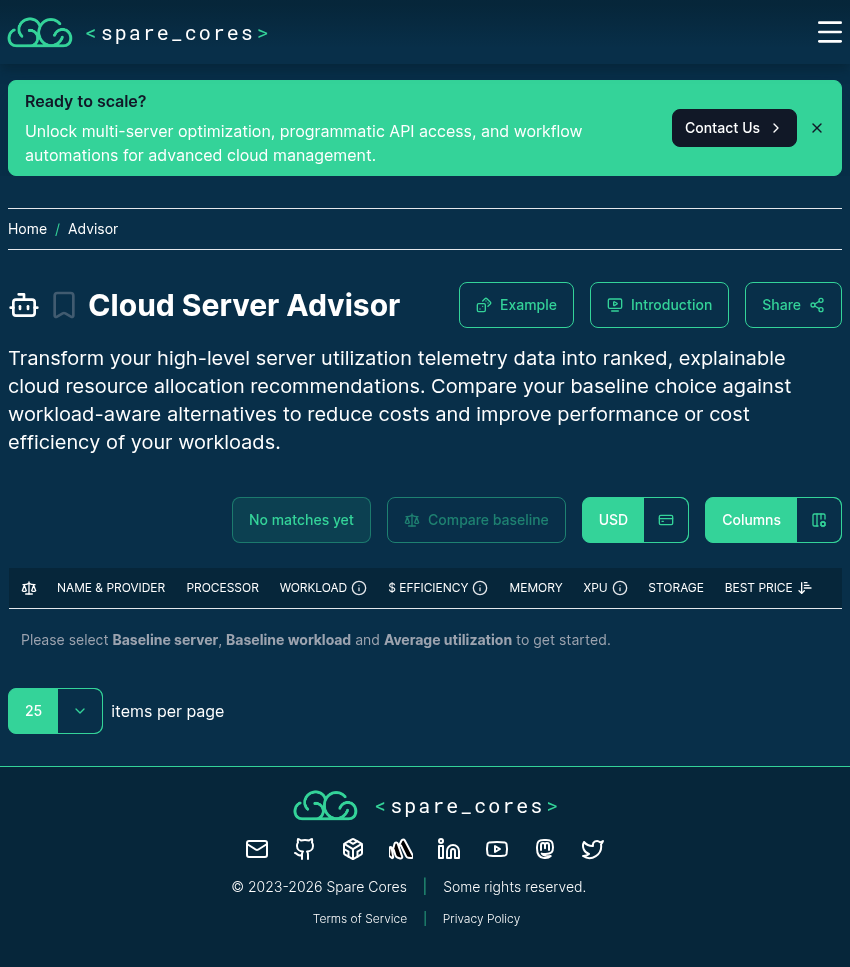 <spare_cores>
Ready to scale?
Unlock multi-server optimization, programmatic API access, and workflow
automations for advanced cloud management.
Contact Us
Home / Advisor
Cloud Server Advisor
Example
Introduction
Share
Transform your high-level server utilization telemetry data into ranked, explainable
cloud resource allocation recommendations. Compare your baseline choice against
workload-aware alternatives to reduce costs and improve performance or cost
efficiency of your workloads.
No matches yet
Compare baseline
USD
Columns
NAME & PROVIDER PROCESSOR WORKLOAD $ EFFICIENCY MEMORY XPU STORAGE BEST PRICE
Please select Baseline server, Baseline workload and Average utilization to get started.
25 items per page
<spare_cores>
© 2023-2026 Spare Cores | Some rights reserved.
Terms of Service | Privacy Policy